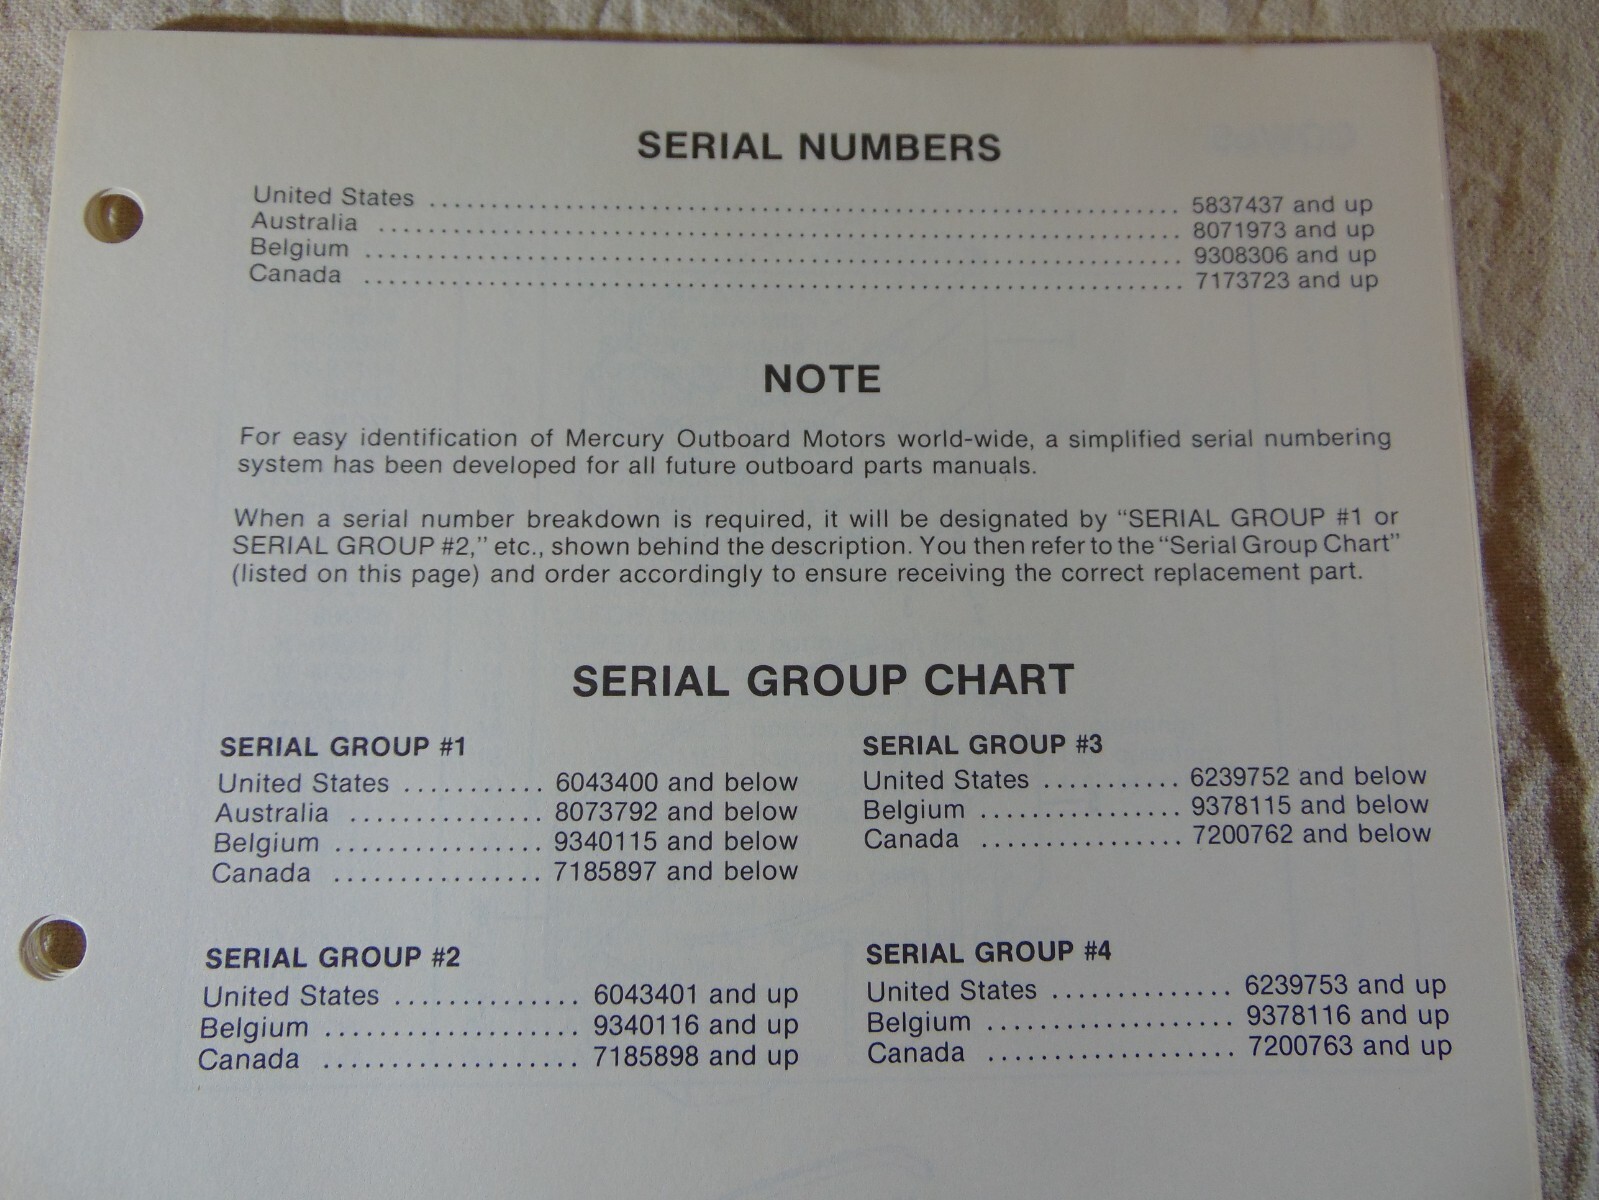 SERIAL NUMBERS
United States ........................................................ 5837437 and up
Australia ........................................................ 8071973 and up
Belgium ........................................................ 9308306 and up
Canada ........................................................ 7173723 and up
NOTE
For easy identification of Mercury Outboard Motors world-wide, a simplified serial numbering
system has been developed for all future outboard parts manuals.
When a serial number breakdown is required, it will be designated by “SERIAL GROUP #1 or
SERIAL GROUP #2,” etc., shown behind the description. You then refer to the “Serial Group Chart”
(listed on this page) and order accordingly to ensure receiving the correct replacement part.
SERIAL GROUP CHART
SERIAL GROUP #1
United States ........... 6043400 and below
Australia ............... 8073792 and below
Belgium ................ 9340115 and below
Canada ................ 7185897 and below
SERIAL GROUP #2
United States .............. 6043401 and up
Belgium ................... 9340116 and up
Canada ................... 7185898 and up
SERIAL GROUP #3
United States ........... 6239752 and below
Belgium ................ 9378115 and below
Canada ................ 7200762 and below
SERIAL GROUP #4
United States .............. 6239753 and up
Belgium ................... 9378116 and up
Canada ................... 7200763 and up